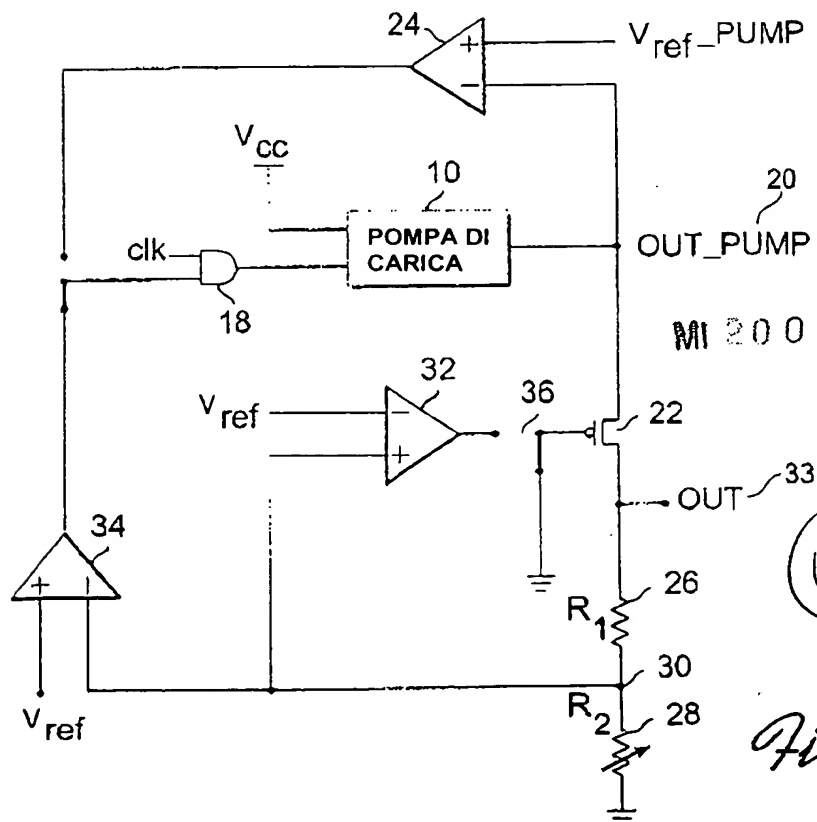 24
V_ref_PUMP
V_cc
10
20
clk
POMPA DI
CARICA
OUT_PUMP
18
MI 200
V_ref
32
36
22
OUT
33
34
R_1
26
30
R_2
28
V_ref